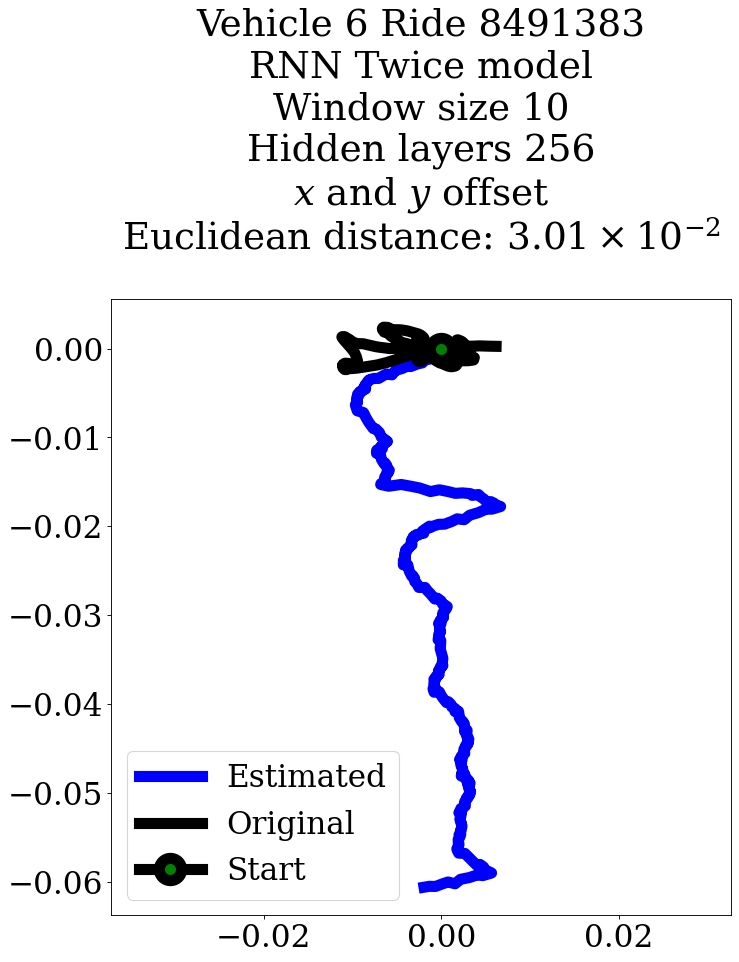 Vehicle 6 Ride 8491383
RNN Twice model
Window size 10
Hidden layers 256
x and y offset
Euclidean distance: 3.01 × 10⁻²
0.00
−0.01
−0.02
−0.03
−0.04
−0.05
−0.06
Estimated
Original
Start
−0.02
0.00
0.02